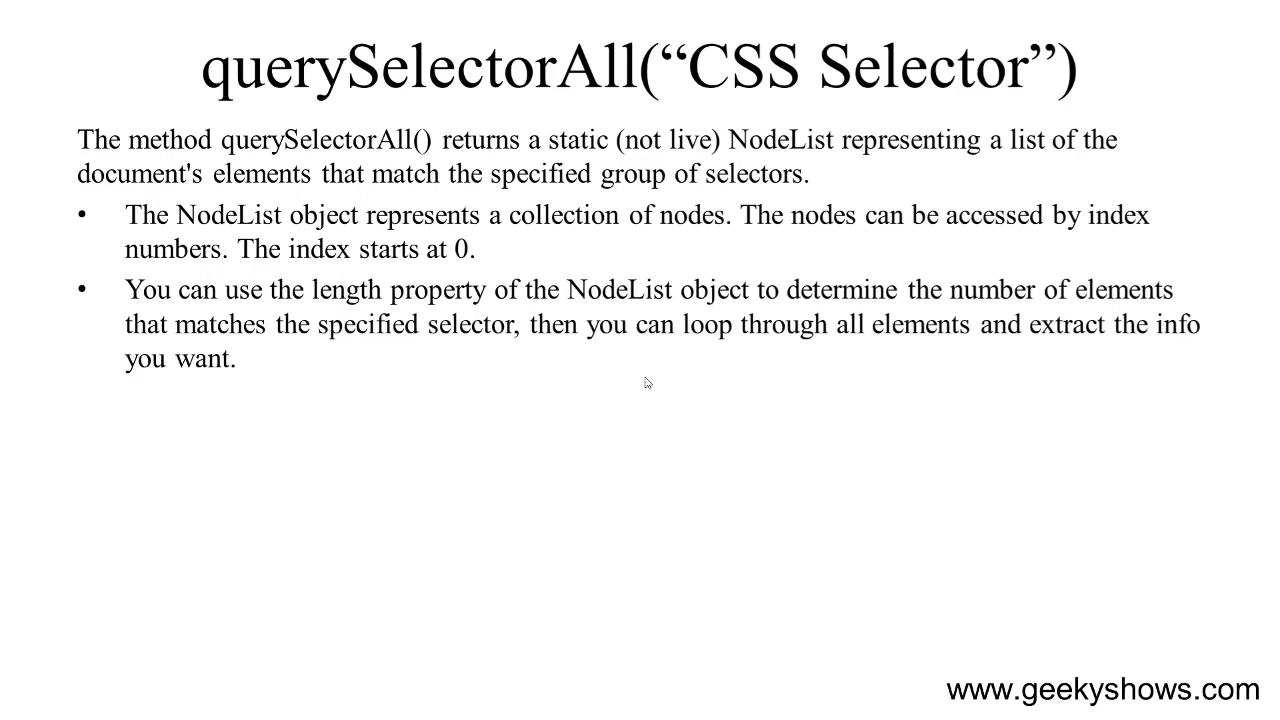 querySelectorAll(“CSS Selector”)
The method querySelectorAll() returns a static (not live) NodeList representing a list of the
document's elements that match the specified group of selectors.
• The NodeList object represents a collection of nodes. The nodes can be accessed by index
numbers. The index starts at 0.
• You can use the length property of the NodeList object to determine the number of elements
that matches the specified selector, then you can loop through all elements and extract the info
you want.
www.geekyshows.com